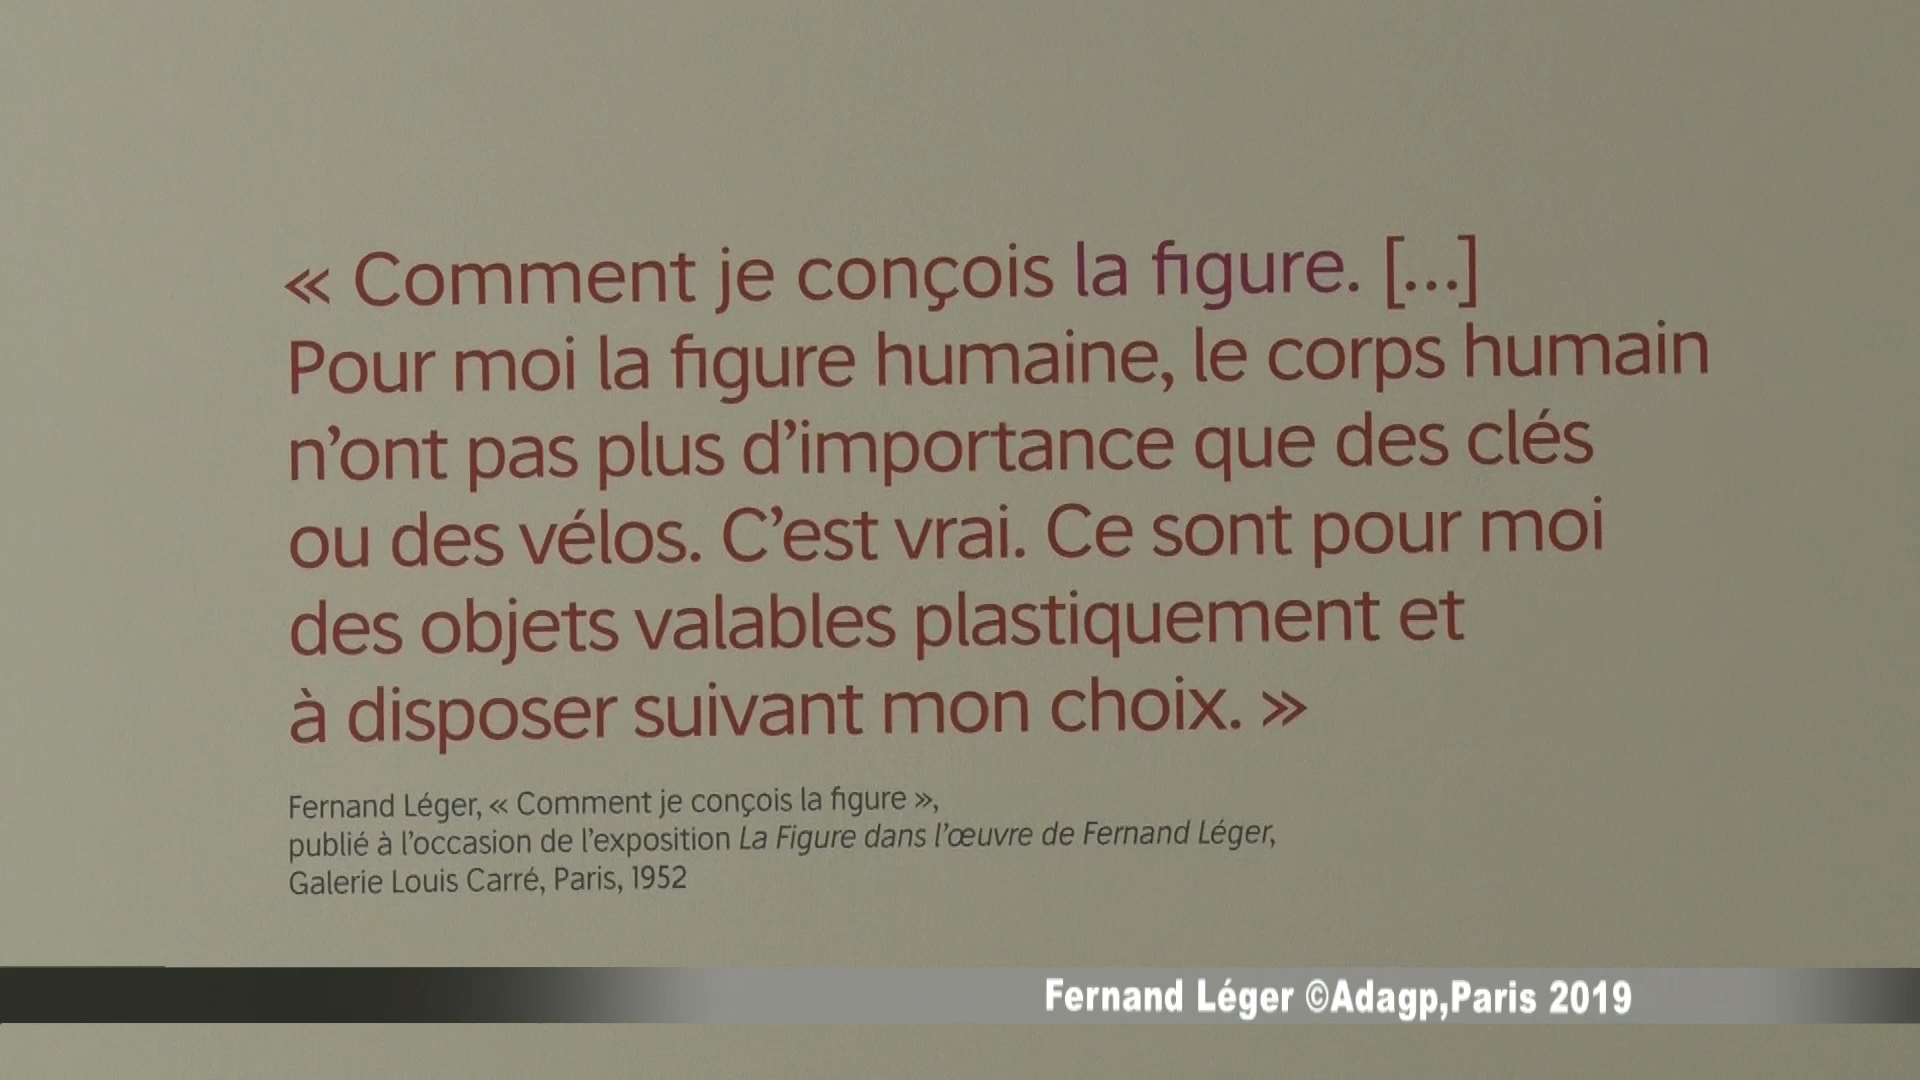 « Comment je conçois la figure. [...]
Pour moi la figure humaine, le corps humain
n’ont pas plus d’importance que des clés
ou des vélos. C’est vrai. Ce sont pour moi
des objets valables plastiquement et
à disposer suivant mon choix. »
Fernand Léger, « Comment je conçois la figure »,
publié à l’occasion de l’exposition La Figure dans l’œuvre de Fernand Léger,
Galerie Louis Carré, Paris, 1952
Fernand Léger ©Adagp,Paris 2019